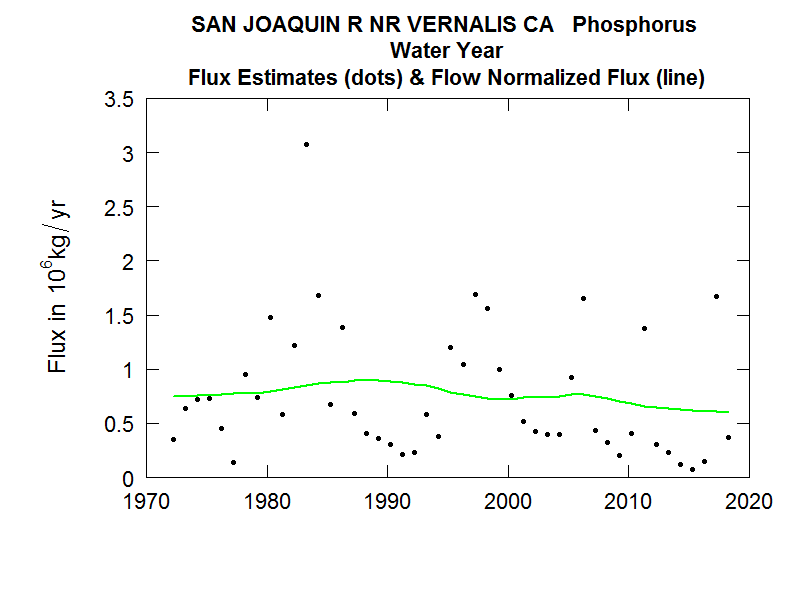 SAN JOAQUIN R NR VERNALIS CA   Phosphorus
Water Year
Flux Estimates (dots) & Flow Normalized Flux (line)
3.5
3
2.5
2
1.5
1
0.5
0
Flux in 10⁶kg/yr
1970 1980 1990 2000 2010 2020